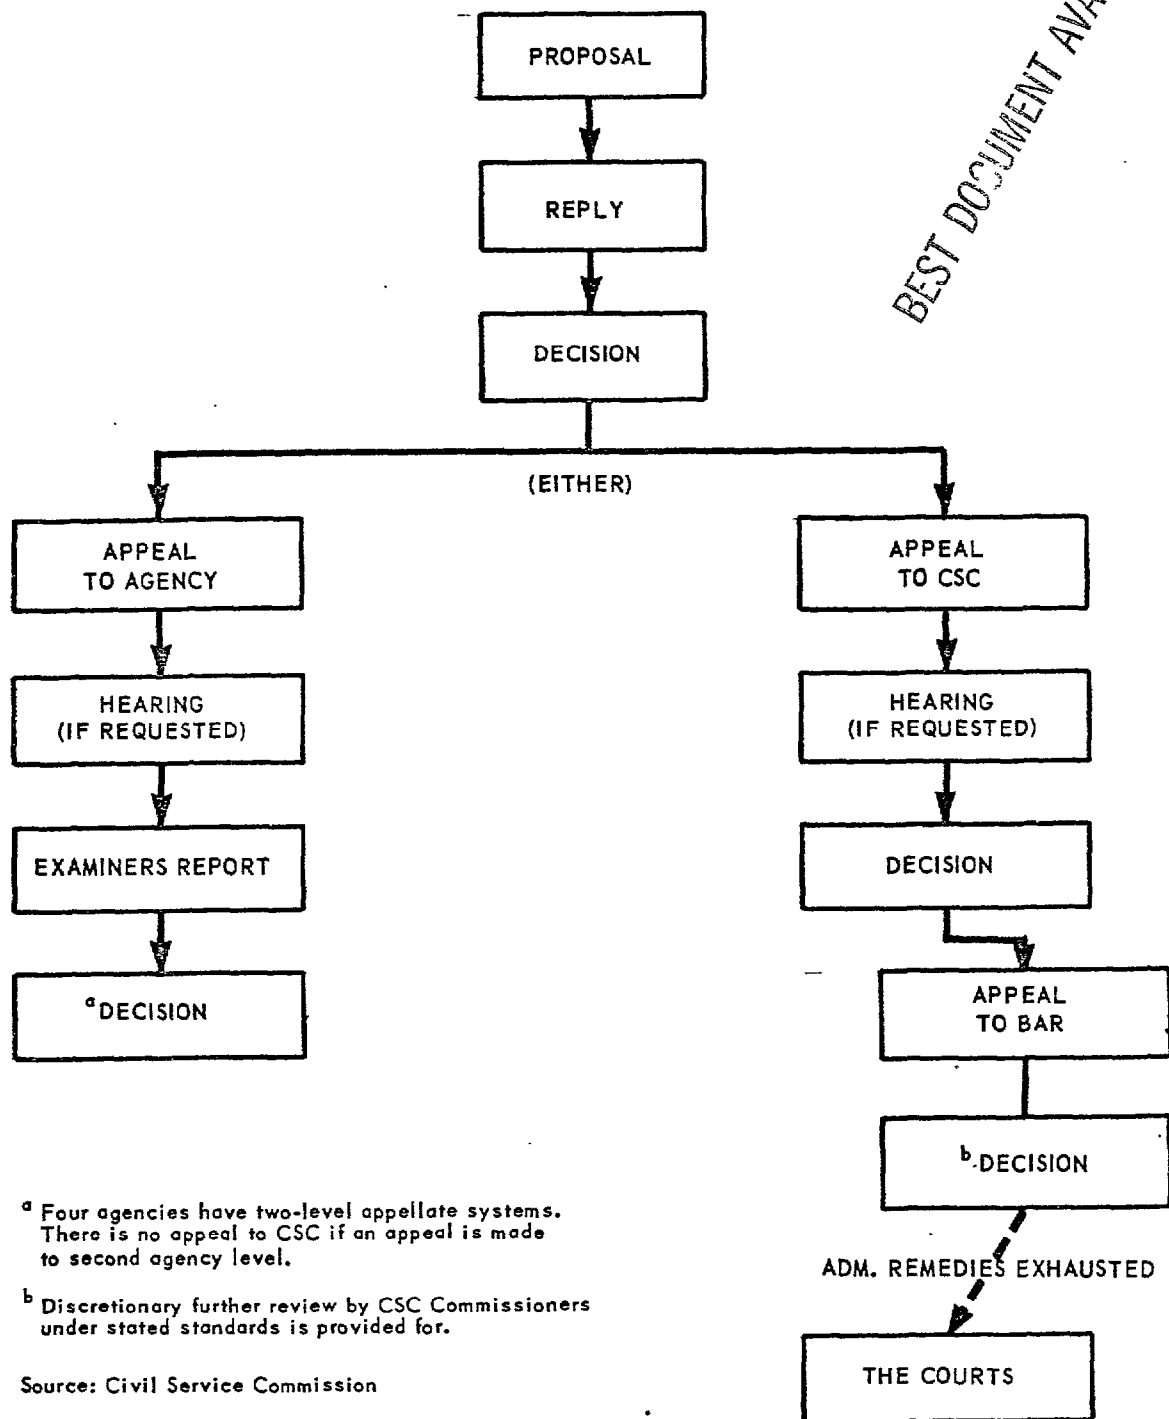 PROPOSAL
BEST DOCUMENT
REPLY
DECISION
(EITHER)
APPEAL
TO AGENCY
APPEAL
TO CSC
HEARING
(IF REQUESTED)
HEARING
(IF REQUESTED)
EXAMINERS REPORT
DECISION
a DECISION
APPEAL
TO BAR
b DECISION
a Four agencies have two-level appellate systems.
There is no appeal to CSC if an appeal is made
to second agency level.
ADM. REMEDIES EXHAUSTED
b Discretionary further review by CSC Commissioners
under stated standards is provided for.
THE COURTS
Source: Civil Service Commission